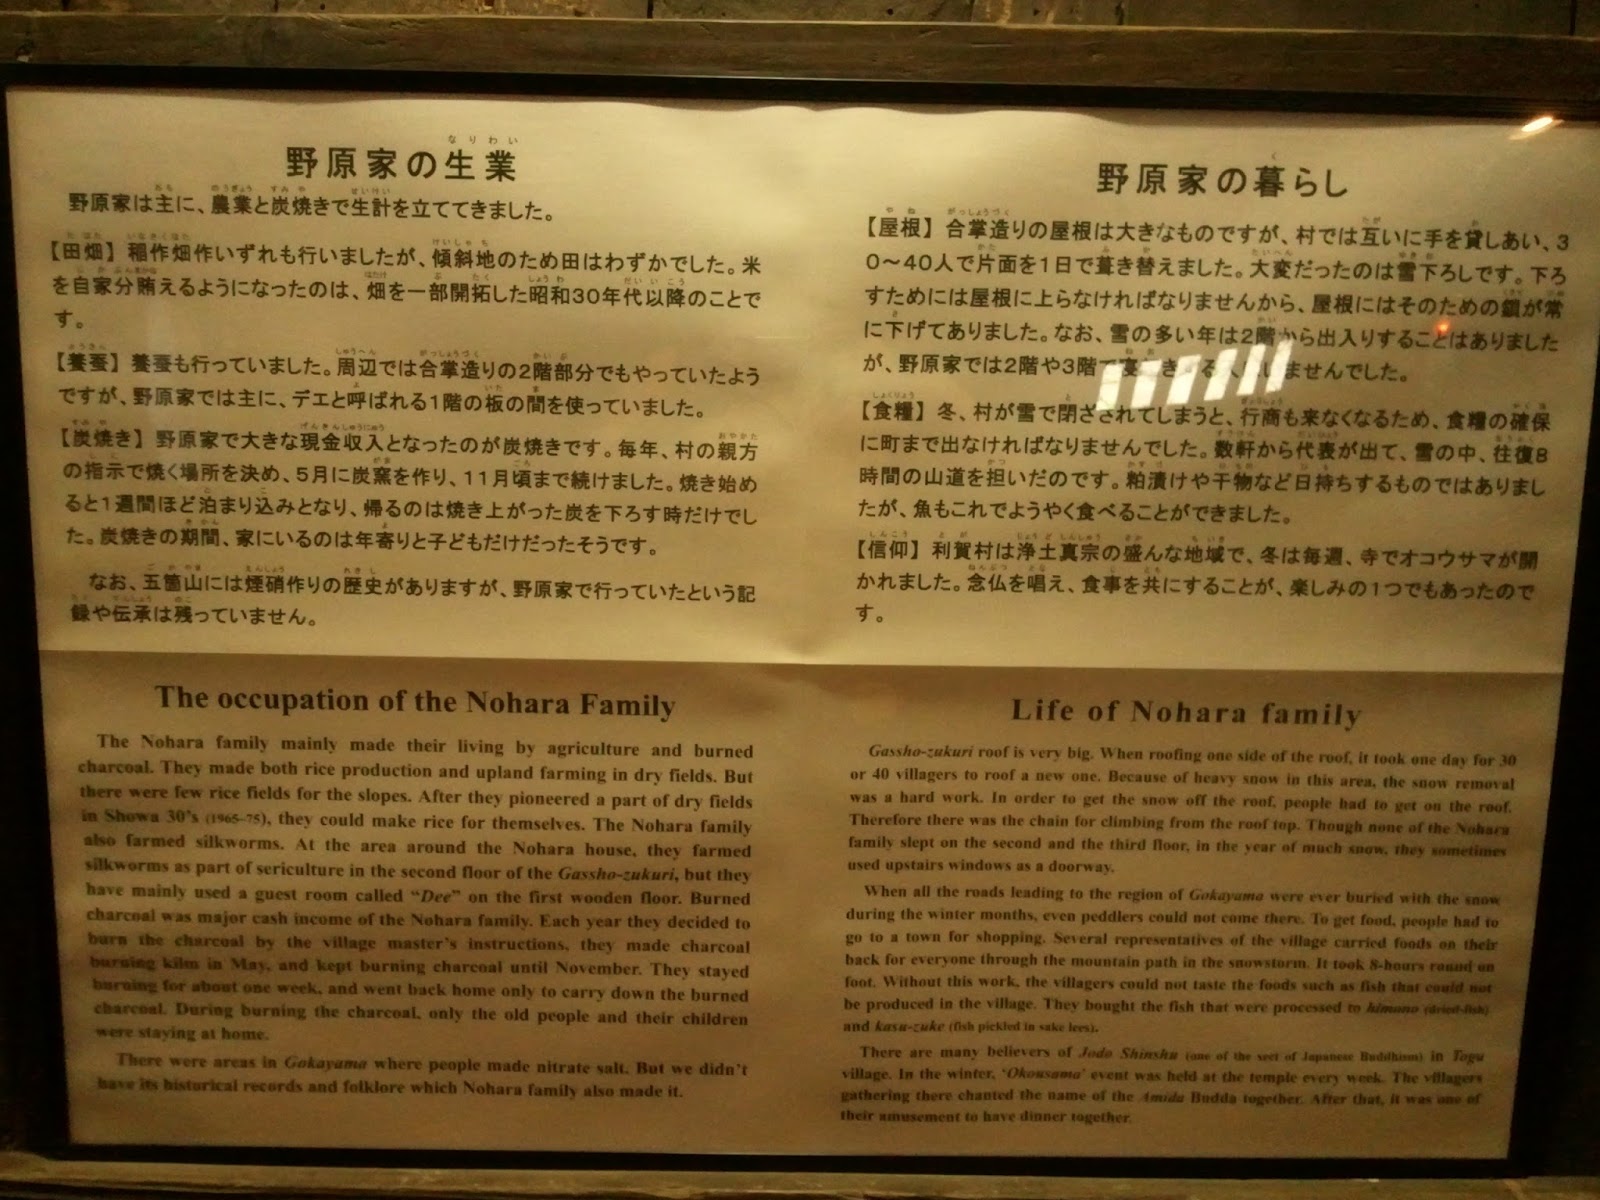 野原家の生業
野原家は主に、農業と炭焼きで生計を立ててきました。
【田畑】稲作畑作いずれも行いましたが、傾斜地のため田はわずかでした。米
を自家分賄えるようになったのは、畑を一部開拓した昭和30年代以降のことで
す。
【養蚕】養蚕も行っていました。周辺では合掌造りの2階部分でもやっていたよう
ですが、野原家では主に、デエと呼ばれる1階の板の間を使っていました。
【炭焼き】野原家で大きな現金収入となったのが炭焼きです。毎年、村の親方
の指示で焼く場所を決め、5月に炭窯を作り、11月頃まで続けました。焼き始め
ると1週間ほど泊まり込みとなり、帰るのは焼き上がった炭を下ろす時だけでし
た。炭焼きの期間、家にいるのは年寄りと子どもだけだったそうです。
なお、五箇山には煙硝作りの歴史がありますが、野原家で行っていたという記
録や伝承は残っていません。
野原家の暮らし
【屋根】合掌造りの屋根は大きなものですが、村では互いに手を貸しあい、3
0～40人で片面を1日で葺き替えました。大変だったのは雪下ろしです。下ろ
すためには屋根に上らなければなりませんから、屋根にはそのための鎖が常
に下げてありました。なお、雪の多い年は2階から出入りすることはありました
が、野原家では2階や3階で寝 きる人 いませんでした。
【食糧】冬、村が雪で閉ざされてしまうと、行商も来なくなるため、食糧の確保
に町まで出なければなりませんでした。数軒から代表が出て、雪の中、往復8
時間の山道を担いだのです。粕漬けや干物など日持ちするものではありまし
たが、魚もこれでようやく食べることができました。
【信仰】利賀村は浄土真宗の盛んな地域で、冬は毎週、寺でオコウサマが開
かれました。念仏を唱え、食事を共にすることが、楽しみの1つでもあったので
す。
The occupation of the Nohara Family
The Nohara family mainly made their living by agriculture and burned
charcoal. They made both rice production and upland farming in dry fields. But
there were few rice fields for the slopes. After they pioneered a part of dry fields
in Showa 30's (1965–75), they could make rice for themselves. The Nohara family
also farmed silkworms. At the area around the Nohara house, they farmed
silkworms as part of sericulture in the second floor of the Gassho-zukuri, but they
have mainly used a guest room called “Dee” on the first wooden floor. Burned
charcoal was major cash income of the Nohara family. Each year they decided to
burn the charcoal by the village master's instructions, they made charcoal
burning kilm in May, and kept burning charcoal until November. They stayed
burning for about one week, and went back home only to carry down the burned
charcoal. During burning the charcoal, only the old people and their children
were staying at home.
There were areas in Gokayama where people made nitrate salt. But we didn't
have its historical records and folklore which Nohara family also made it.
Life of Nohara family
Gassho-zukuri roof is very big. When roofing one side of the roof, it took one day for 30
or 40 villagers to roof a new one. Because of heavy snow in this area, the snow removal
was a hard work. In order to get the snow off the roof, people had to get on the roof.
Therefore there was the chain for climbing from the roof top. Though none of the Nohara
family slept on the second and the third floor, in the year of much snow, they sometimes
used upstairs windows as a doorway.
When all the roads leading to the region of Gokayama were ever buried with the snow
during the winter months, even peddlers could not come there. To get food, people had to
go to a town for shopping. Several representatives of the village carried foods on their
back for everyone through the mountain path in the snowstorm. It took 8-hours round on
foot. Without this work, the villagers could not taste the foods such as fish that could not
be produced in the village. They bought the fish that were processed to himono (dried-fish)
and kasu-zuke (fish pickled in sake lees).
There are many believers of Jodo Shinshu (one of the sect of Japanese Buddhism) in Toga
village. In the winter, ‘Okousama’ event was held at the temple every week. The villagers
gathering there chanted the name of the Amida Budda together. After that, it was one of
their amusement to have dinner together.